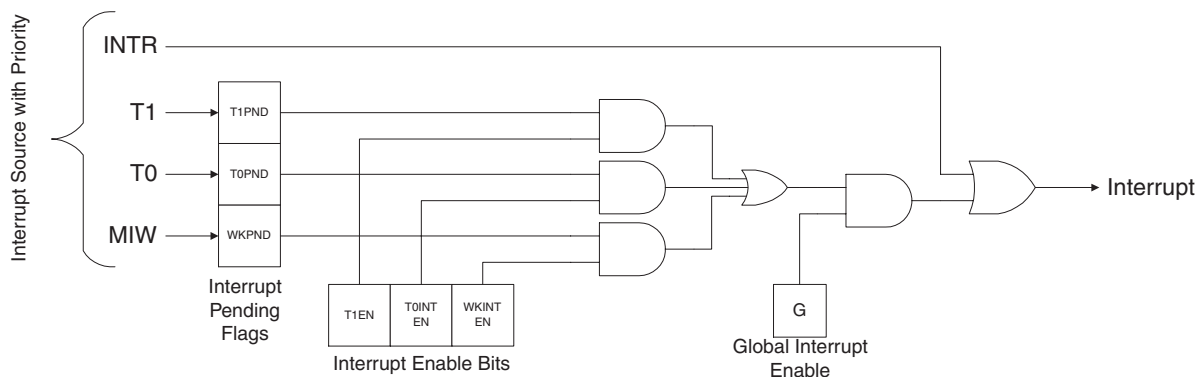 Interrupt Source with Priority
INTR
T1
T1PND
T0
T0PND
MIW
WKPND
Interrupt
Pending
Flags
T1EN
T0INT
EN
WKINT
EN
Interrupt Enable Bits
G
Global Interrupt
Enable
Interrupt